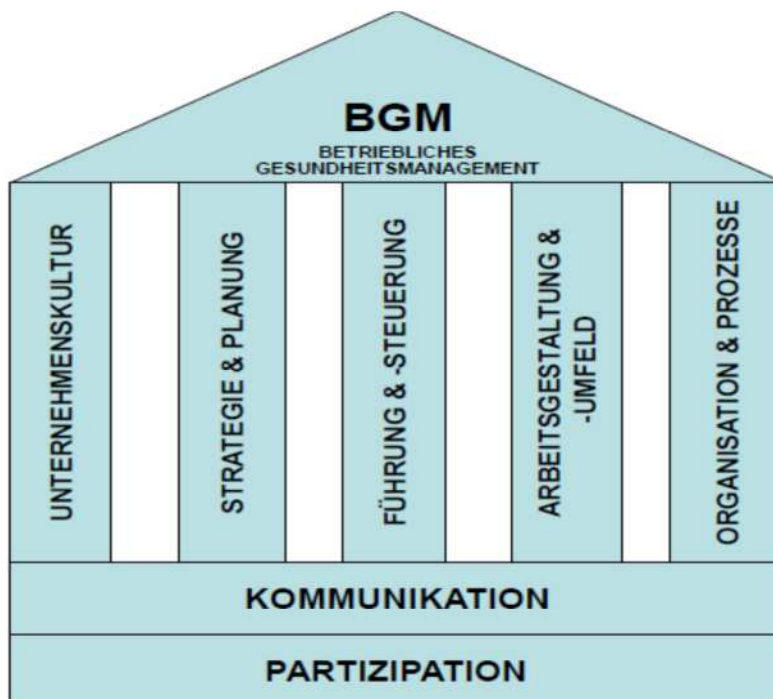 BGM
BETRIEBLICHES
GESUNDHEITSMANAGEMENT
UNTERNEHMENSKULTUR
STRATEGIE & PLANUNG
FÜHRUNG & -STEUERUNG
ARBEITSGESTALTUNG &
-UMFELD
ORGANISATION & PROZESSE
KOMMUNIKATION
PARTIZIPATION